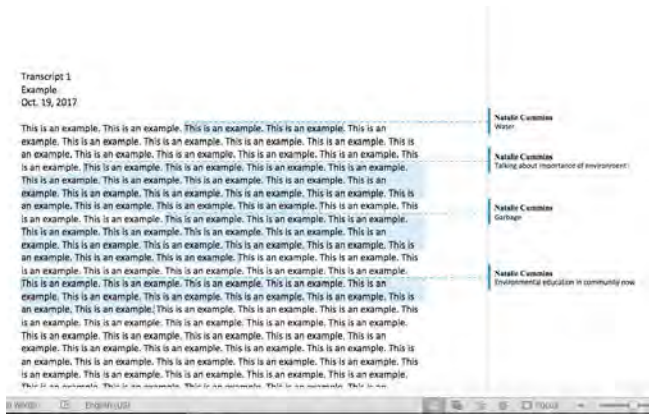 Transcript 1
Example
Oct. 19, 2017
This is an example. This is an example. This is an example. This is an example. This is an
example. This is an example. This is an example. This is an example. This is an example. This is
an example. This is an example. This is an example. This is an example. This is an example. This
is an example. This is an example. This is an example. This is an example. This is an example.
This is an example. This is an example. This is an example. This is an example. This is an
example. This is an example. This is an example. This is an example. This is an example. This is
an example. This is an example. This is an example. This is an example. This is an example. This
is an example. This is an example. This is an example. This is an example. This is an example.
This is an example. This is an example. This is an example. This is an example. This is an
example. This is an example. This is an example. This is an example. This is an example. This is
an example. This is an example. This is an example. This is an example. This is an example. This
is an example. This is an example. This is an example. This is an example. This is an example.
This is an example. This is an example. This is an example. This is an example. This is an
example. This is an example. This is an example. This is an example. This is an example. This is
an example. This is an example. This is an example. This is an example. This is an example. This
is an example. This is an example. This is an example. This is an example. This is an example.
This is an example. This is an example. This is an example. This is an example. This is an
example. This is an example. This is an example. This is an example. This is an example. This is
an example. This is an example. This is an example. This is an example. This is an example. This
is an example. This is an example. This is an example. This is an example. This is an example.
This is an example. This is an example. This is an example. This is an example. This is an
Natalie Cummins
Water
Natalie Cummins
Talking about importance of environment
Natalie Cummins
Garbage
Natalie Cummins
Environmental education in community now
English (US)
Focus